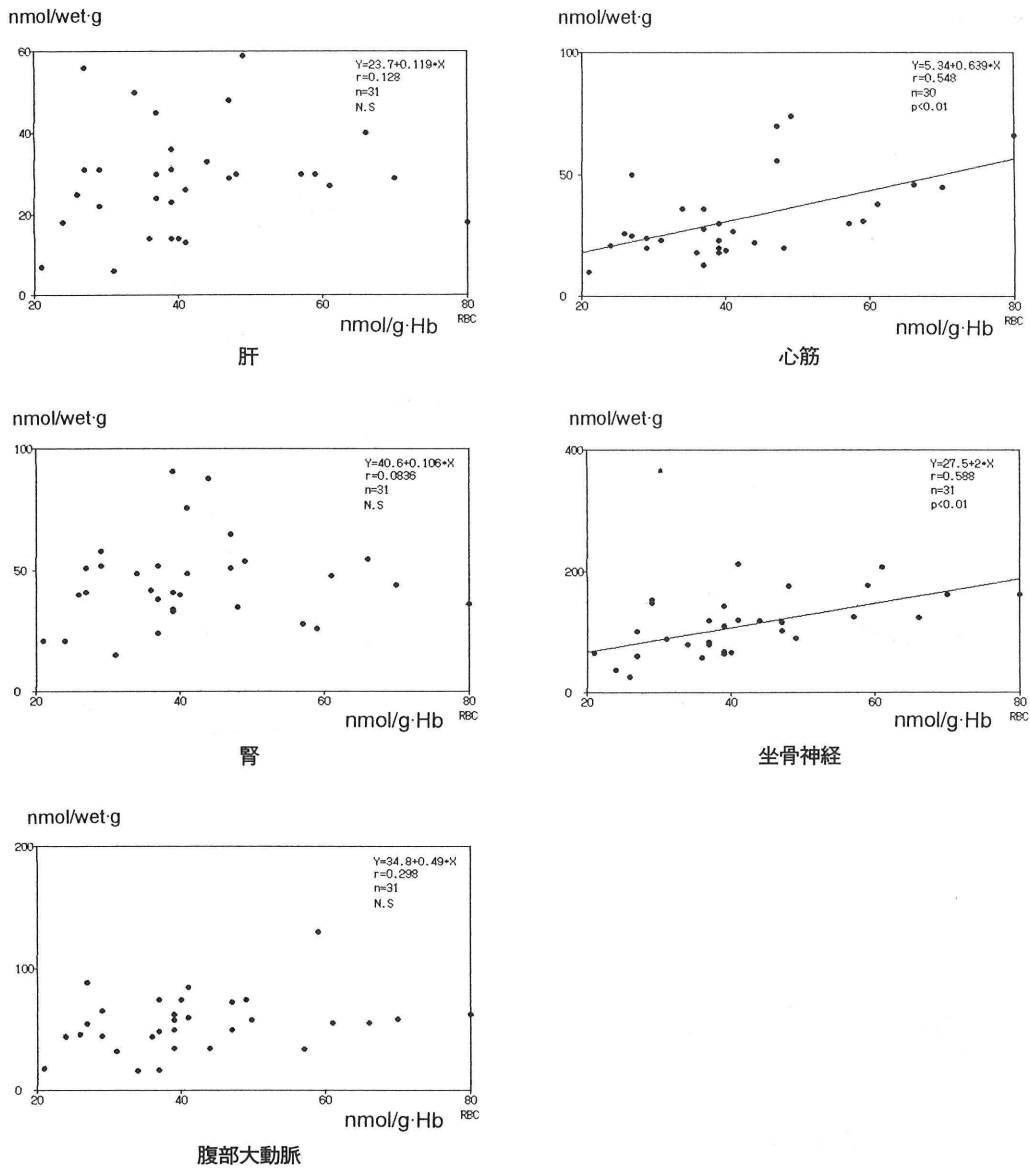 nmol/wet·g
60
40
20
0
20
40
60
80
Y=23.7+0.119*X
r=0.128
n=31
N.S
nmol/g·Hb
RBC
肝
nmol/wet·g
100
50
0
20
40
60
80
Y=5.34+0.639*X
r=0.548
n=30
p<0.01
nmol/g·Hb
RBC
心筋
nmol/wet·g
100
50
0
20
40
60
80
Y=40.6+0.106*X
r=0.0836
n=31
N.S
nmol/g·Hb
RBC
腎
nmol/wet·g
400
200
0
20
40
60
80
Y=27.5+2*X
r=0.588
n=31
p<0.01
nmol/g·Hb
RBC
坐骨神経
nmol/wet·g
200
100
0
20
40
60
80
Y=34.8+0.49*X
r=0.298
n=31
N.S
nmol/g·Hb
RBC
腹部大動脈